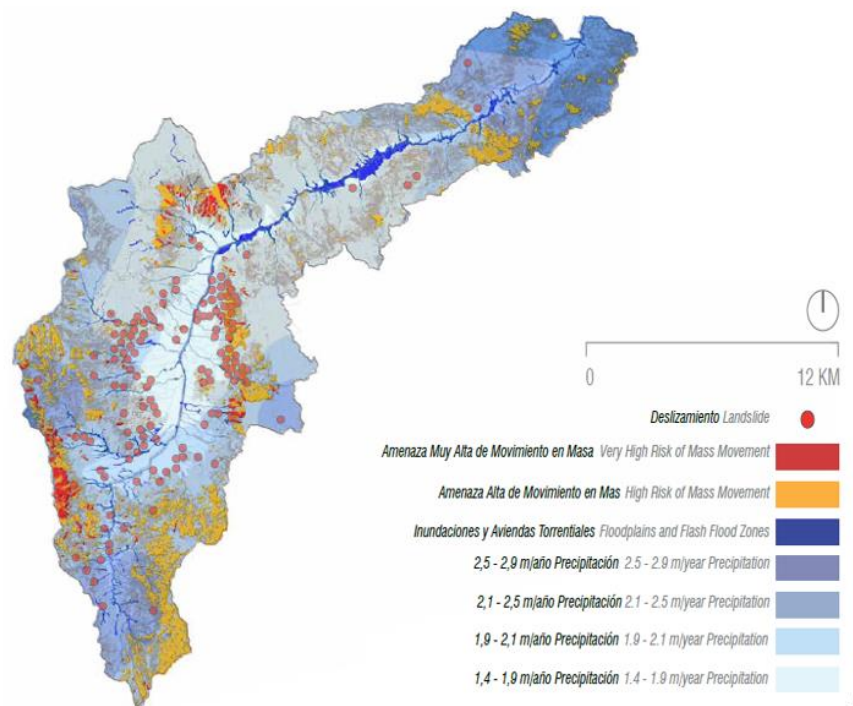 0 12 KM
Deslizamiento Landslide
Amenaza Muy Alta de Movimiento en Masa Very High Risk of Mass Movement
Amenaza Alta de Movimiento en Mas High Risk of Mass Movement
Inundaciones y Aviendas Torrentiales Floodplains and Flash Flood Zones
2,5 - 2,9 m/año Precipitación 2.5 - 2.9 m/year Precipitation
2,1 - 2,5 m/año Precipitación 2.1 - 2.5 m/year Precipitation
1,9 - 2,1 m/año Precipitación 1.9 - 2.1 m/year Precipitation
1,4 - 1,9 m/año Precipitación 1.4 - 1.9 m/year Precipitation